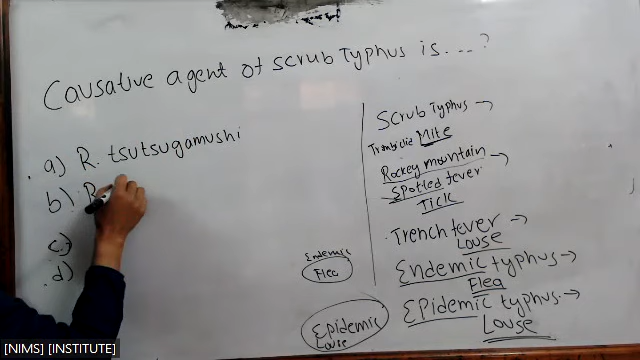 Causative agent of scrub Typhus is....?
a) R. tsutsugamushi
b) R
c)
d)
Scrub Typhus →
Trombiclid Mite
Rockey mountain →
Spotted fever
Tick
Trench fever →
Louse
Endemic typhus →
Flea
Epidemic typhus →
Louse
Endemic
Flea
Epidemic
Louse
[NIMS] [INSTITUTE]